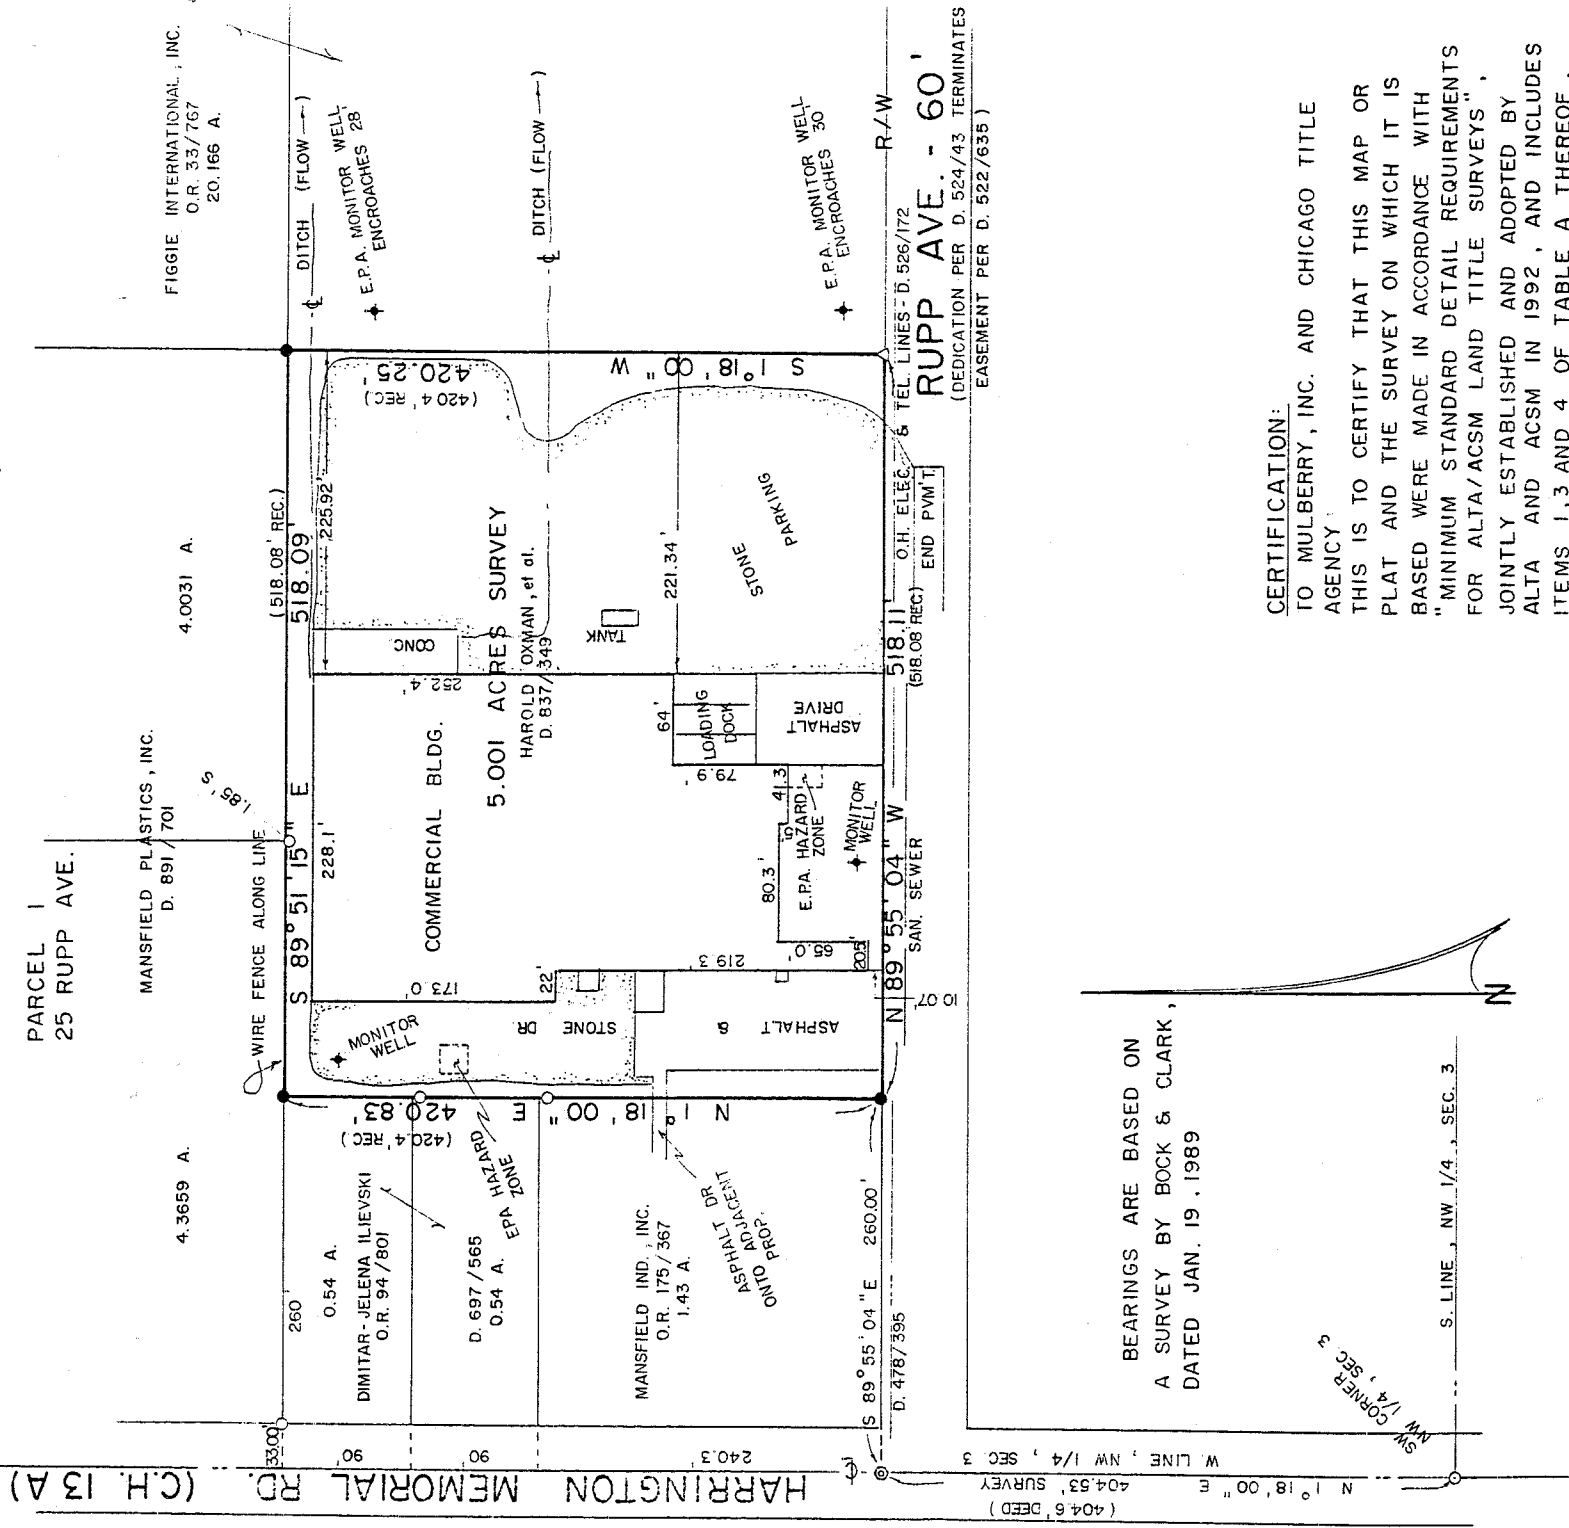 PARCEL 1
25 RUPP AVE.
FIGGIE INTERNATIONAL, INC.
O.R. 33/767
20.166 A.
MANSFIELD PLASTICS, INC.
D. 891/701
4.3659 A.
4.0031 A.
1.85' S
WIRE FENCE ALONG LINE
S 89°51'15" E
518.09'
(518.08' REC.)
DITCH (FLOW →)
E.P.A. MONITOR WELL,
ENCROACHES 28'
DITCH (FLOW →)
E.P.A. MONITOR WELL,
ENCROACHES 30'
228.1'
225.92'
COMMERCIAL BLDG.
5.001 ACRES SURVEY
HAROLD OXMAN, et al.
D. 837/349
CONC.
252.4'
TANK
221.34'
STONE
PARKING
420.25'
(420.4' REC.)
S 1°18'00" W
64'
LOADING
DOCK
ASPHALT
DRIVE
79.9'
41.3'
15'
80.3'
E.P.A. HAZARD
ZONE
MONITOR
WELL
65.0'
20.5'
219.3'
22'
173.0'
MONITOR
WELL
STONE DR.
ASPHALT &
10.07'
N 1°18'00" E
420.83'
(420.4' REC.)
EPA HAZARD
ZONE
ASPHALT DR
ADJACENT
ONTO PROP.
260'
0.54 A.
DIMITAR-JELENA ILIEVSKI
O.R. 94/801
D. 697/565
0.54 A.
MANSFIELD IND., INC.
O.R. 175/367
1.43 A.
S 89°55'04" E 260.00'
D. 478/395
N 89°55'04" W
518.11'
(518.08' REC.)
SAN. SEWER
O.H. ELEC. & TEL. LINES - D. 526/172
END PVM'T.
R/W
RUPP AVE. - 60'
(DEDICATION PER D. 524/43 TERMINATES
EASEMENT PER D. 522/635)
33.00'
90'
90'
240.3'
HARRINGTON MEMORIAL RD. (C.H. 13 A)
W. LINE, NW 1/4, SEC. 3
N 1°18'00" E 404.53' SURVEY
(404.6' DEED)
SW CORNER
NW 1/4, SEC. 3
S. LINE, NW 1/4, SEC. 3
N
BEARINGS ARE BASED ON
A SURVEY BY BOCK & CLARK,
DATED JAN. 19, 1989
CERTIFICATION:
TO MULBERRY, INC. AND CHICAGO TITLE
AGENCY
THIS IS TO CERTIFY THAT THIS MAP OR
PLAT AND THE SURVEY ON WHICH IT IS
BASED WERE MADE IN ACCORDANCE WITH
"MINIMUM STANDARD DETAIL REQUIREMENTS
FOR ALTA/ACSM LAND TITLE SURVEYS",
JOINTLY ESTABLISHED AND ADOPTED BY
ALTA AND ACSM IN 1992, AND INCLUDES
ITEMS 1,3 AND 4 OF TABLE A THEREOF.